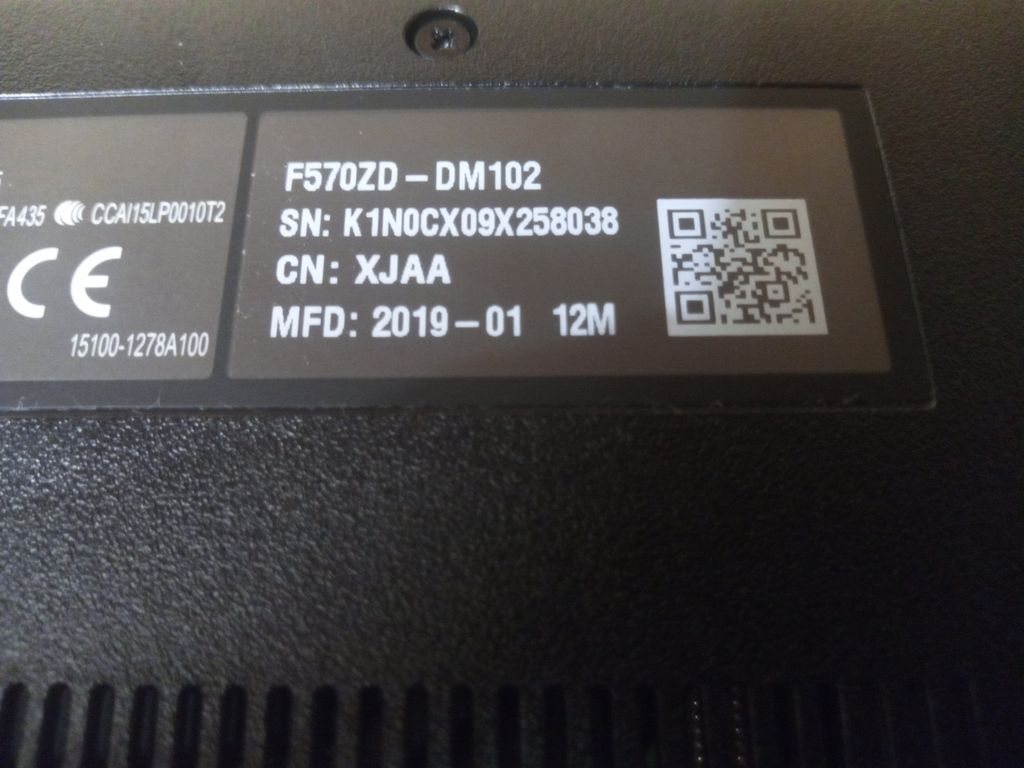 FA435 CCAI15LP0010T2
CE
15100-1278A100
F570ZD-DM102
SN: K1N0CX09X258038
CN: XJAA
MFD: 2019-01 12M